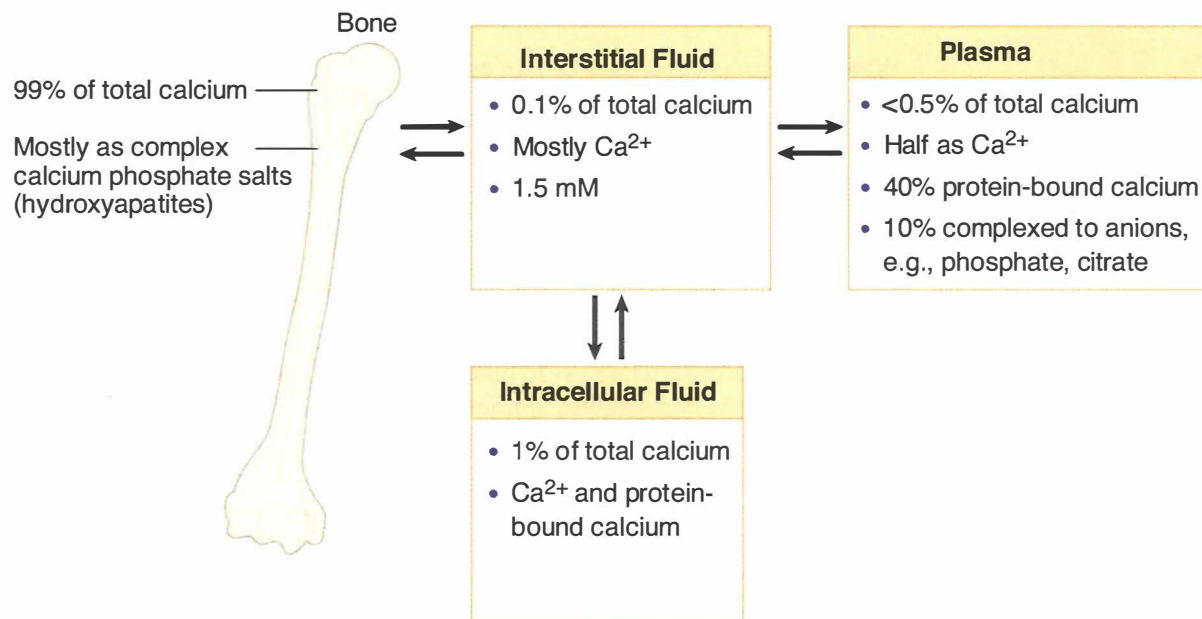 Bone
99% of total calcium
Mostly as complex
calcium phosphate salts
(hydroxyapatites)
Interstitial Fluid
• 0.1% of total calcium
• Mostly Ca²⁺
• 1.5 mM
Plasma
• <0.5% of total calcium
• Half as Ca²⁺
• 40% protein-bound calcium
• 10% complexed to anions,
e.g., phosphate, citrate
Intracellular Fluid
• 1% of total calcium
• Ca²⁺ and protein-
bound calcium